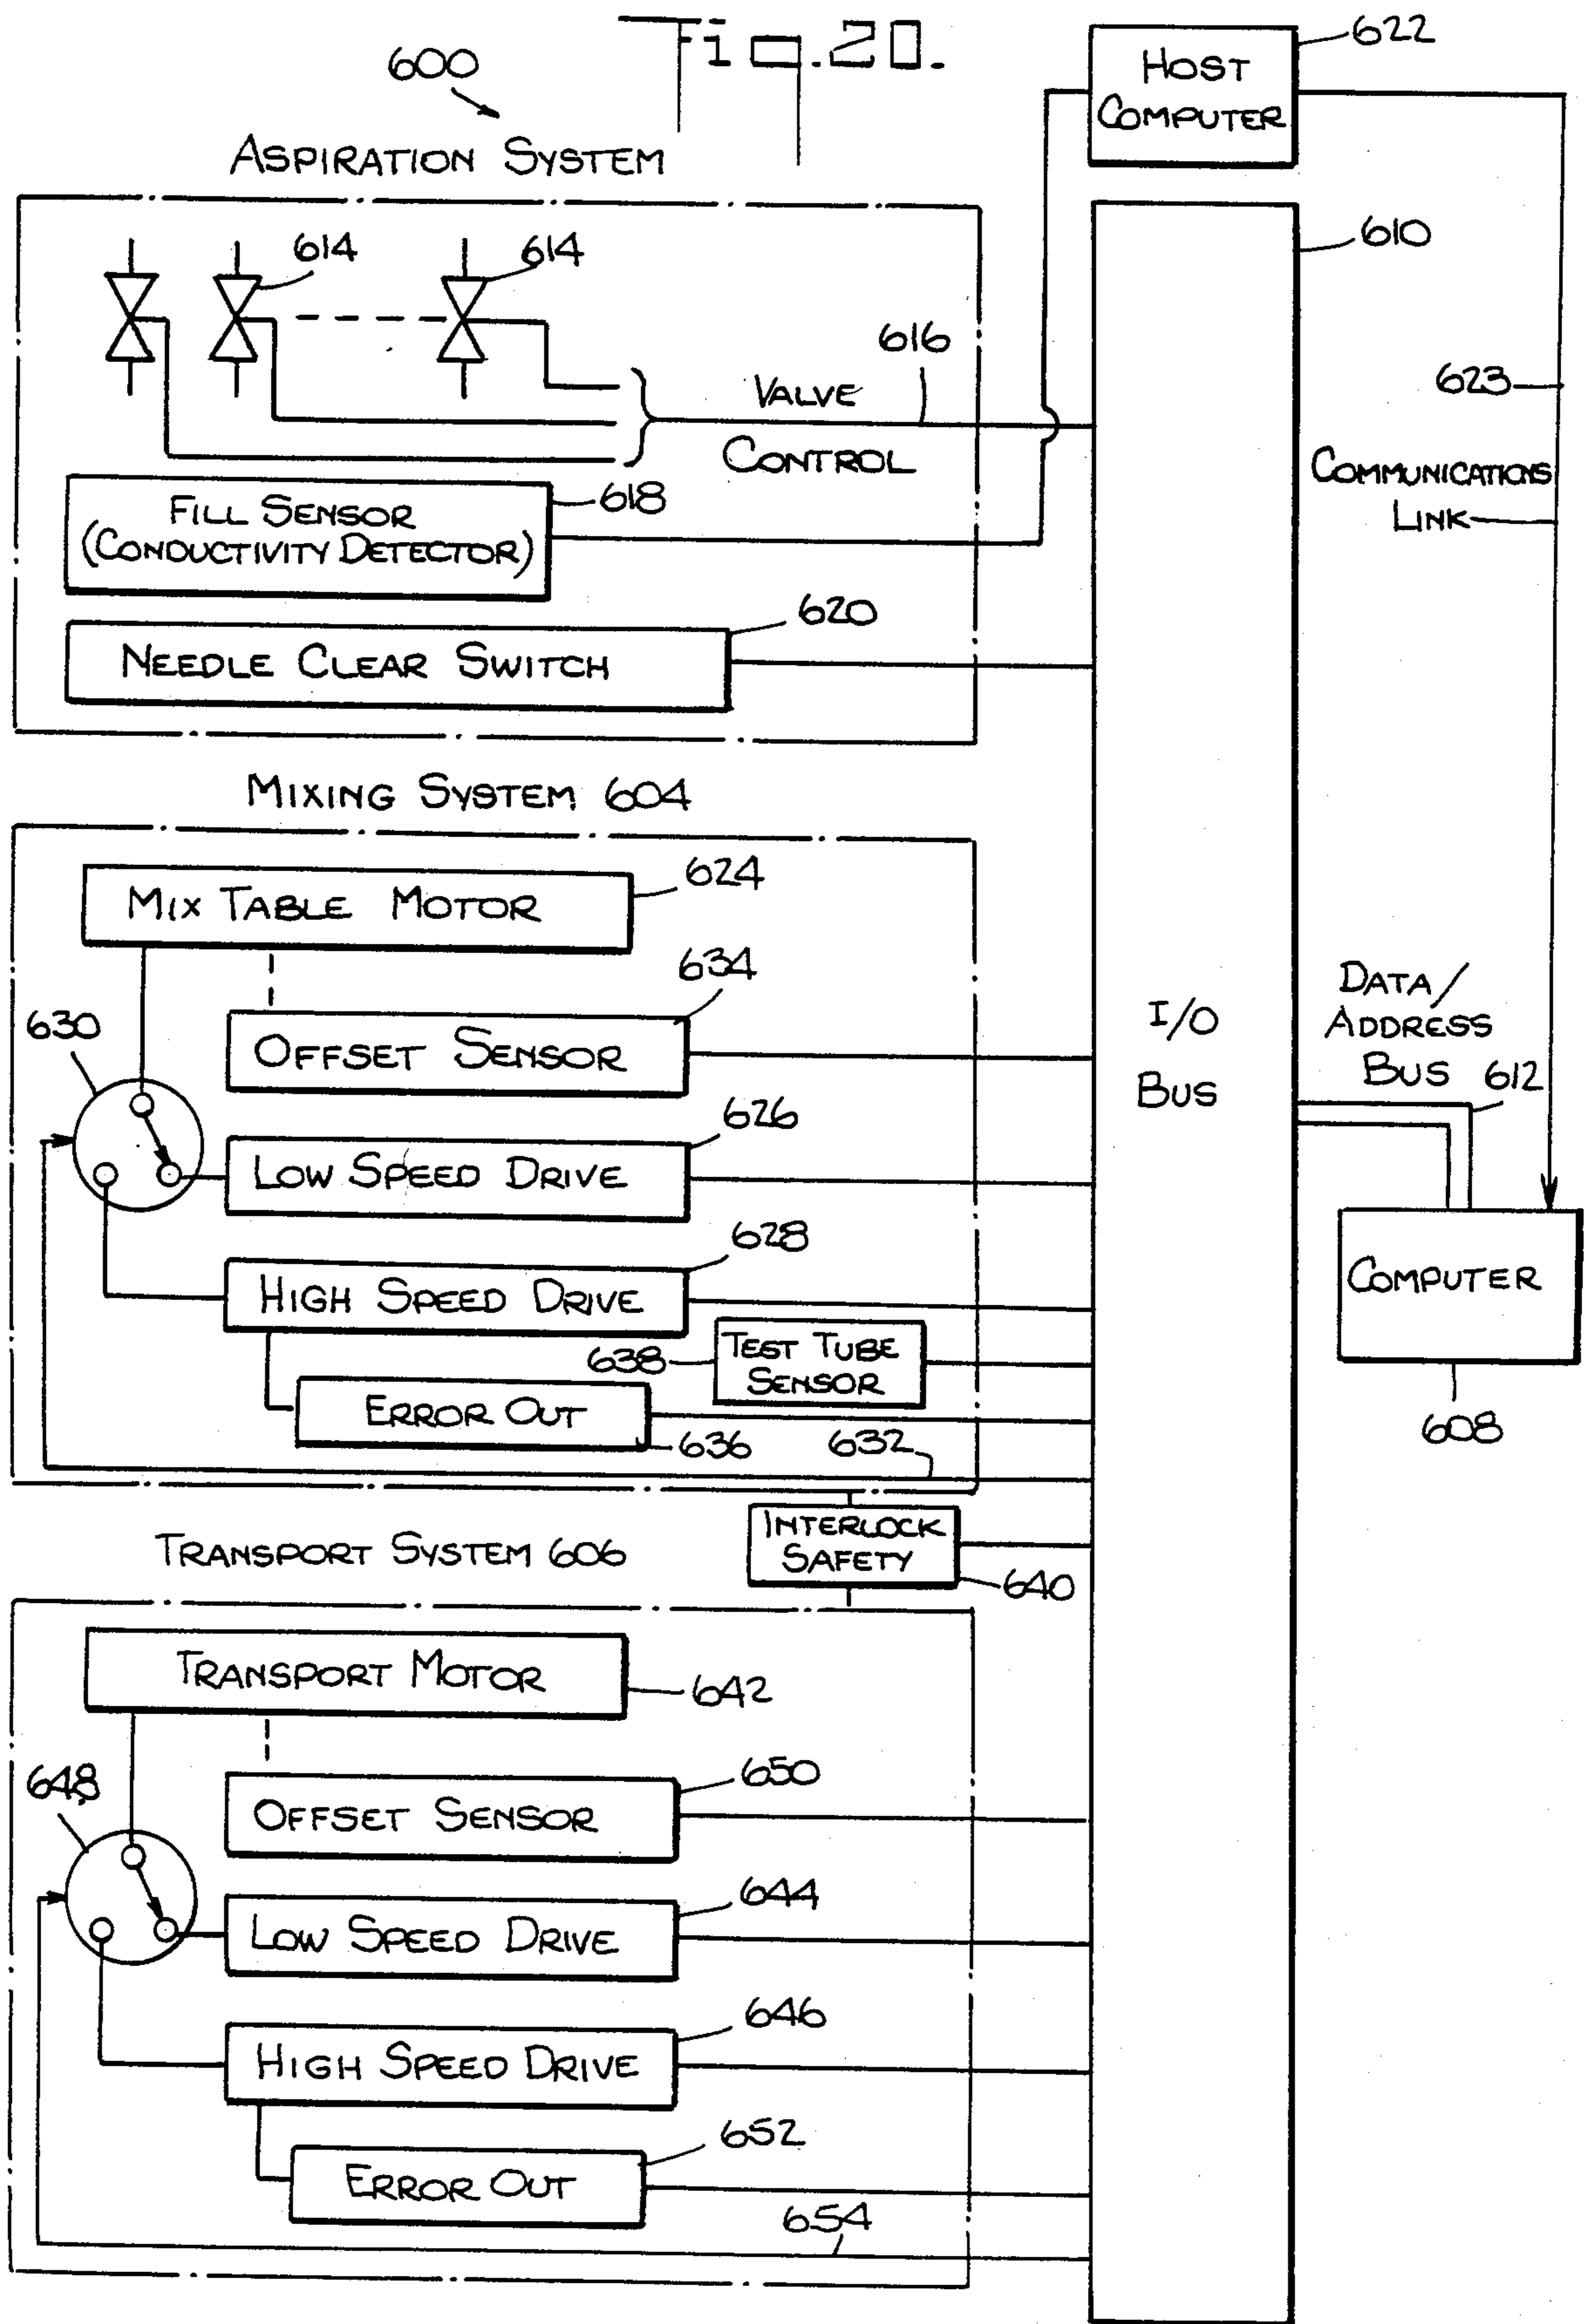 Fig. 20.
600
622
HOST
COMPUTER
ASPIRATION SYSTEM
610
614
614
616
623
VALVE
CONTROL
COMMUNICATIONS
LINK
FILL SENSOR
(CONDUCTIVITY DETECTOR)
618
620
NEEDLE CLEAR SWITCH
MIXING SYSTEM 604
624
MIX TABLE MOTOR
634
630
OFFSET SENSOR
I/O
BUS
DATA/
ADDRESS
BUS 612
626
LOW SPEED DRIVE
628
HIGH SPEED DRIVE
COMPUTER
608
638
TEST TUBE
SENSOR
ERROR OUT
636
632
INTERLOCK
SAFETY
640
TRANSPORT SYSTEM 606
TRANSPORT MOTOR
642
650
648
OFFSET SENSOR
644
LOW SPEED DRIVE
646
HIGH SPEED DRIVE
652
ERROR OUT
654